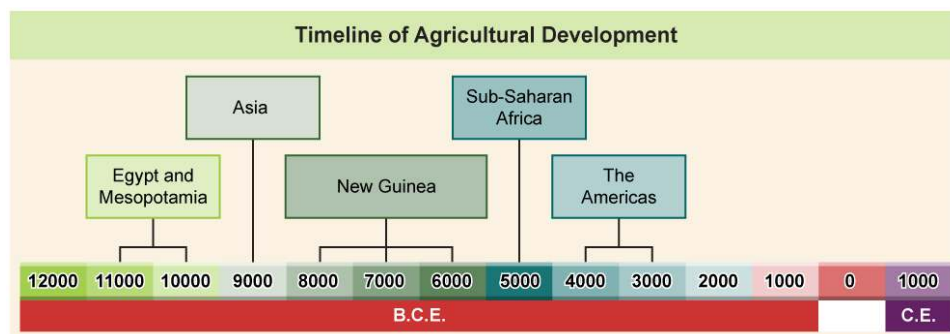 Timeline of Agricultural Development
Asia
Sub-Saharan
Africa
Egypt and
Mesopotamia
New Guinea
The
Americas
12000 11000 10000 9000 8000 7000 6000 5000 4000 3000 2000 1000 0 1000
B.C.E. C.E.